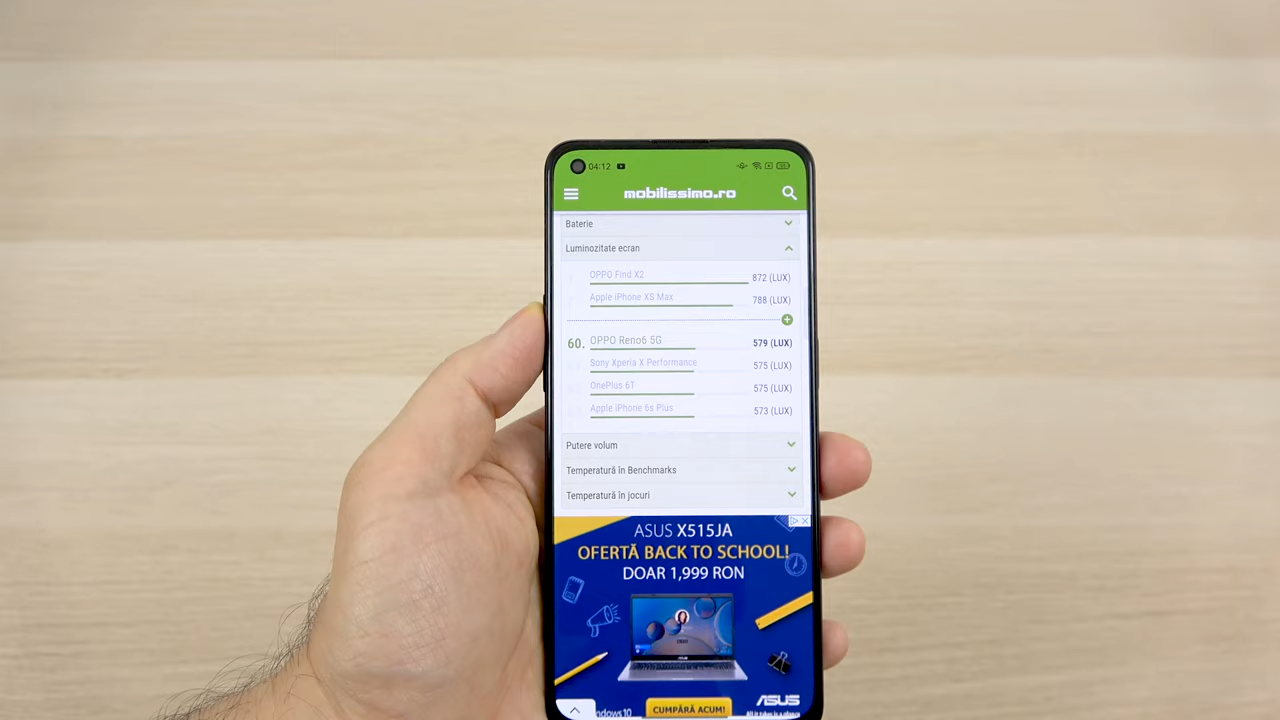 04:12
mobilissimo.ro
Baterie
Luminozitate ecran
OPPO Find X2 872 (LUX)
Apple iPhone XS Max 788 (LUX)
60. OPPO Reno6 5G 579 (LUX)
Sony Xperia X Performance 575 (LUX)
OnePlus 6T 575 (LUX)
Apple iPhone 6s Plus 573 (LUX)
Putere volum
Temperatură în Benchmarks
Temperatură în jocuri
ASUS X515JA
OFERTĂ BACK TO SCHOOL!
DOAR 1,999 RON
ASUS
CUMPĂRĂ ACUM!